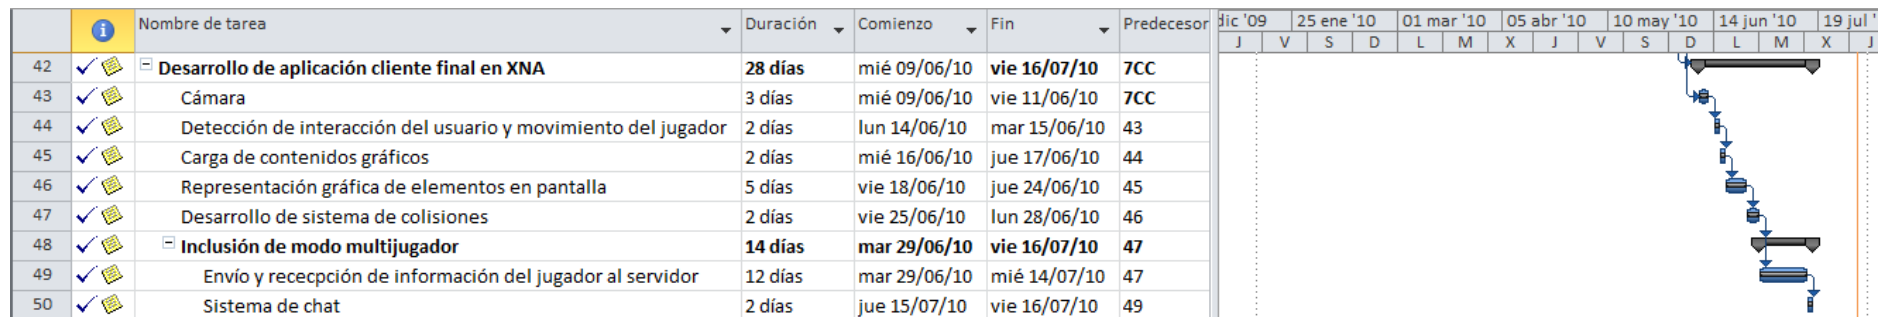 Nombre de tarea Duración Comienzo Fin Predecesor dic '09 25 ene '10 01 mar '10 05 abr '10 10 may '10 14 jun '10 19 jul '
J V S D L M X J V S D L M X J
42 Desarrollo de aplicación cliente final en XNA 28 días mié 09/06/10 vie 16/07/10 7CC
43 Cámara 3 días mié 09/06/10 vie 11/06/10 7CC
44 Detección de interacción del usuario y movimiento del jugador 2 días lun 14/06/10 mar 15/06/10 43
45 Carga de contenidos gráficos 2 días mié 16/06/10 jue 17/06/10 44
46 Representación gráfica de elementos en pantalla 5 días vie 18/06/10 jue 24/06/10 45
47 Desarrollo de sistema de colisiones 2 días vie 25/06/10 lun 28/06/10 46
48 Inclusión de modo multijugador 14 días mar 29/06/10 vie 16/07/10 47
49 Envío y rececpción de información del jugador al servidor 12 días mar 29/06/10 mié 14/07/10 47
50 Sistema de chat 2 días jue 15/07/10 vie 16/07/10 49